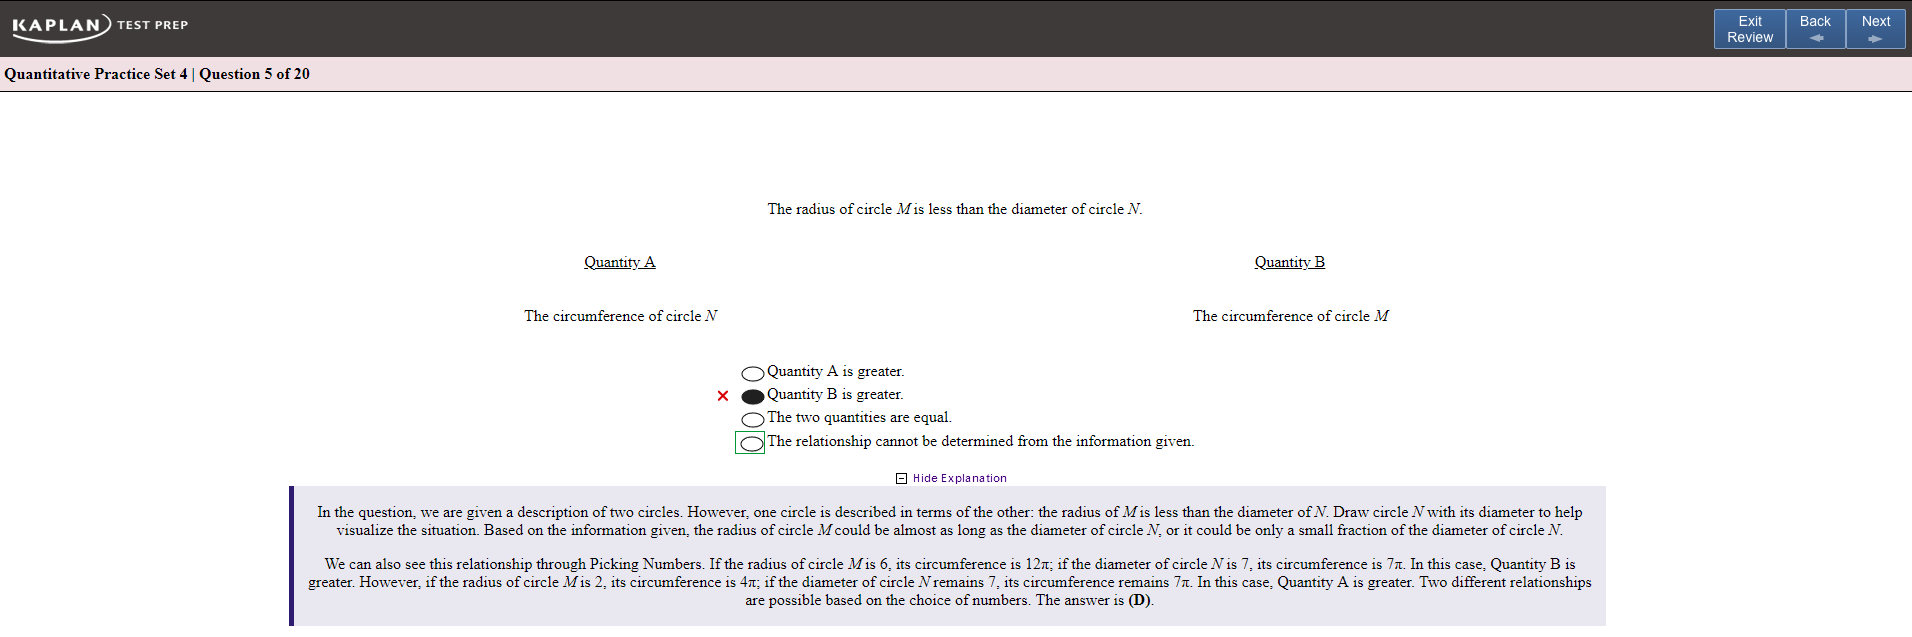 KAPLAN TEST PREP
Exit Review
Back
Next
Quantitative Practice Set 4 | Question 5 of 20
The radius of circle M is less than the diameter of circle N.
Quantity A
Quantity B
The circumference of circle N
The circumference of circle M
Quantity A is greater.
Quantity B is greater.
The two quantities are equal.
The relationship cannot be determined from the information given.
Hide Explanation
In the question, we are given a description of two circles. However, one circle is described in terms of the other: the radius of M is less than the diameter of N. Draw circle N with its diameter to help
visualize the situation. Based on the information given, the radius of circle M could be almost as long as the diameter of circle N, or it could be only a small fraction of the diameter of circle N.
We can also see this relationship through Picking Numbers. If the radius of circle M is 6, its circumference is 12π; if the diameter of circle N is 7, its circumference is 7π. In this case, Quantity B is
greater. However, if the radius of circle M is 2, its circumference is 4π; if the diameter of circle N remains 7, its circumference remains 7π. In this case, Quantity A is greater. Two different relationships
are possible based on the choice of numbers. The answer is (D).